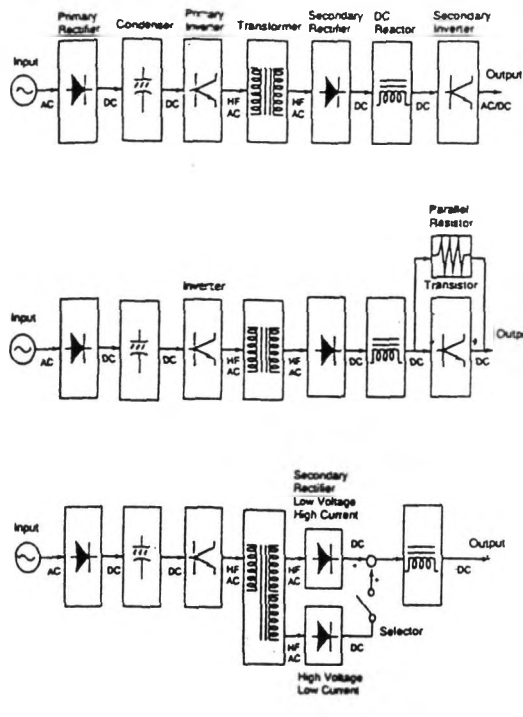 Primary
Rectifier
Condenser
Primary
Inverter
Transformer
Secondary
Rectifier
DC
Reactor
Secondary
Inverter
Input
Output
AC
DC
DC
HF
AC
HF
AC
DC
DC
AC/DC
Parallel
Resistor
Inverter
Transistor
Input
Outpu
AC
DC
DC
HF
AC
HF
AC
DC
DC
DC
Secondary
Rectifier
Low Voltage
High Current
Input
Output
AC
DC
DC
HF
AC
HF
AC
DC
DC
Selector
HF
AC
DC
High Voltage
Low Current